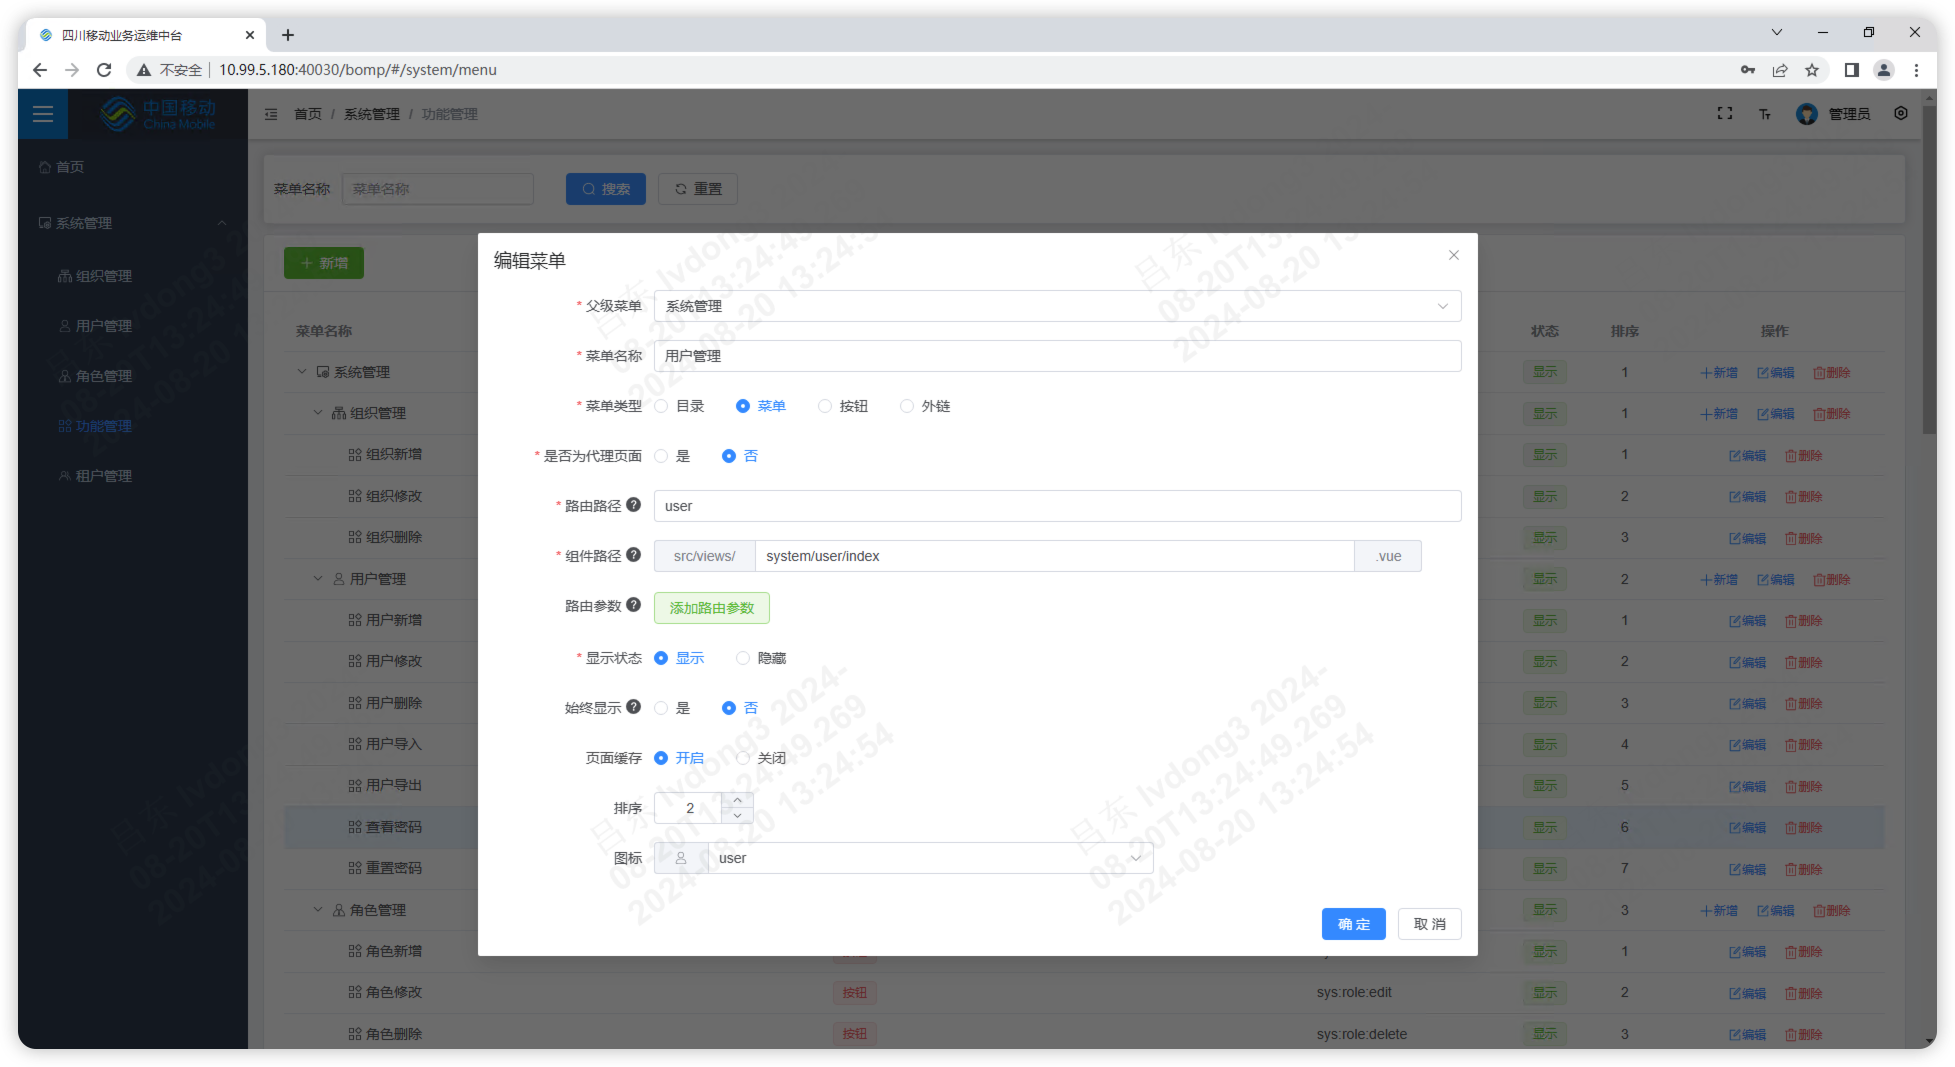 四川移动业务运维中台
不安全 10.99.5.180:40030/bomp/#/system/menu
中国移动
China Mobile
首页 / 系统管理 / 功能管理
管理员
首页
系统管理
组织管理
用户管理
角色管理
功能管理
租户管理
菜单名称 菜单名称 搜索 重置
新增
菜单名称 状态 排序 操作
系统管理 显示 1 新增 编辑 删除
组织管理 显示 1 新增 编辑 删除
组织新增 显示 1 编辑 删除
组织修改 显示 2 编辑 删除
组织删除 显示 3 编辑 删除
用户管理 显示 2 新增 编辑 删除
用户新增 显示 1 编辑 删除
用户修改 显示 2 编辑 删除
用户删除 显示 3 编辑 删除
用户导入 显示 4 编辑 删除
用户导出 显示 5 编辑 删除
查看密码 显示 6 编辑 删除
重置密码 显示 7 编辑 删除
角色管理 显示 3 新增 编辑 删除
角色新增 显示 1 编辑 删除
角色修改 按钮 sys:role:edit 显示 2 编辑 删除
角色删除 按钮 sys:role:delete 显示 3 编辑 删除
编辑菜单
* 父级菜单 系统管理
* 菜单名称 用户管理
* 菜单类型 目录 菜单 按钮 外链
* 是否为代理页面 是 否
* 路由路径 user
* 组件路径 src/views/ system/user/index .vue
路由参数 添加路由参数
* 显示状态 显示 隐藏
始终显示 是 否
页面缓存 开启 关闭
排序 2
图标 user
确定 取消
吕东 lvdong3 2024-
08-20T13:24:49.269
2024-08-20 13:24:54
吕东 lvdong3 2024-
08-20T13:24:49.269
2024-08-20 13:24:54